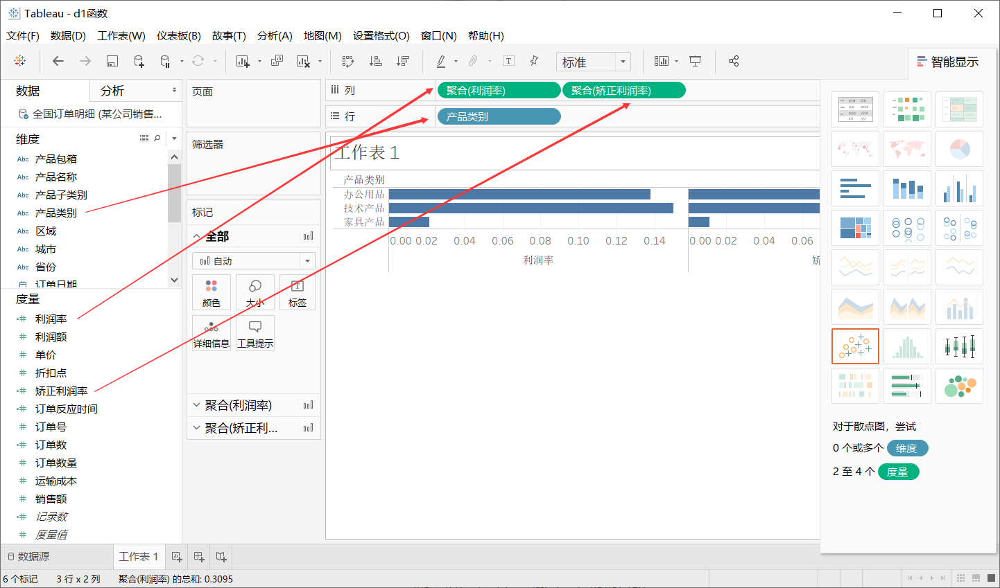 Tableau - d1函数
文件(F) 数据(D) 工作表(W) 仪表板(B) 故事(T) 分析(A) 地图(M) 设置格式(O) 窗口(N) 帮助(H)
标准
智能显示
数据 分析
全国订单明细 (某公司销售...
维度
Abc 产品包箱
Abc 产品名称
Abc 产品子类别
Abc 产品类别
Abc 区域
Abc 城市
Abc 省份
订单日期
度量
利润率
利润额
单价
折扣点
矫正利润率
订单反应时间
订单号
订单数
订单数量
运输成本
销售额
记录数
度量值
页面
筛选器
标记
全部
自动
颜色 大小 标签
详细信息 工具提示
聚合(利润率)
聚合(矫正利...
列 聚合(利润率) 聚合(矫正利润率)
行 产品类别
工作表 1
产品类别
办公用品
技术产品
家具产品
0.00 0.02 0.04 0.06 0.08 0.10 0.12 0.14 0.00 0.02 0.04 0.06
利润率
对于散点图，尝试
0 个或多个 维度
2 至 4 个 度量
数据源 工作表 1
6 个标记 3 行 x 2 列 聚合(利润率) 的总和: 0.3095